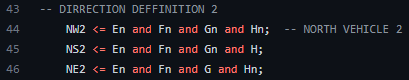 43 -- DIRRECTION DEFFINITION 2
44 NW2 <= En and Fn and Gn and Hn; -- NORTH VEHICLE 2
45 NS2 <= En and Fn and Gn and H;
46 NE2 <= En and Fn and G and Hn;